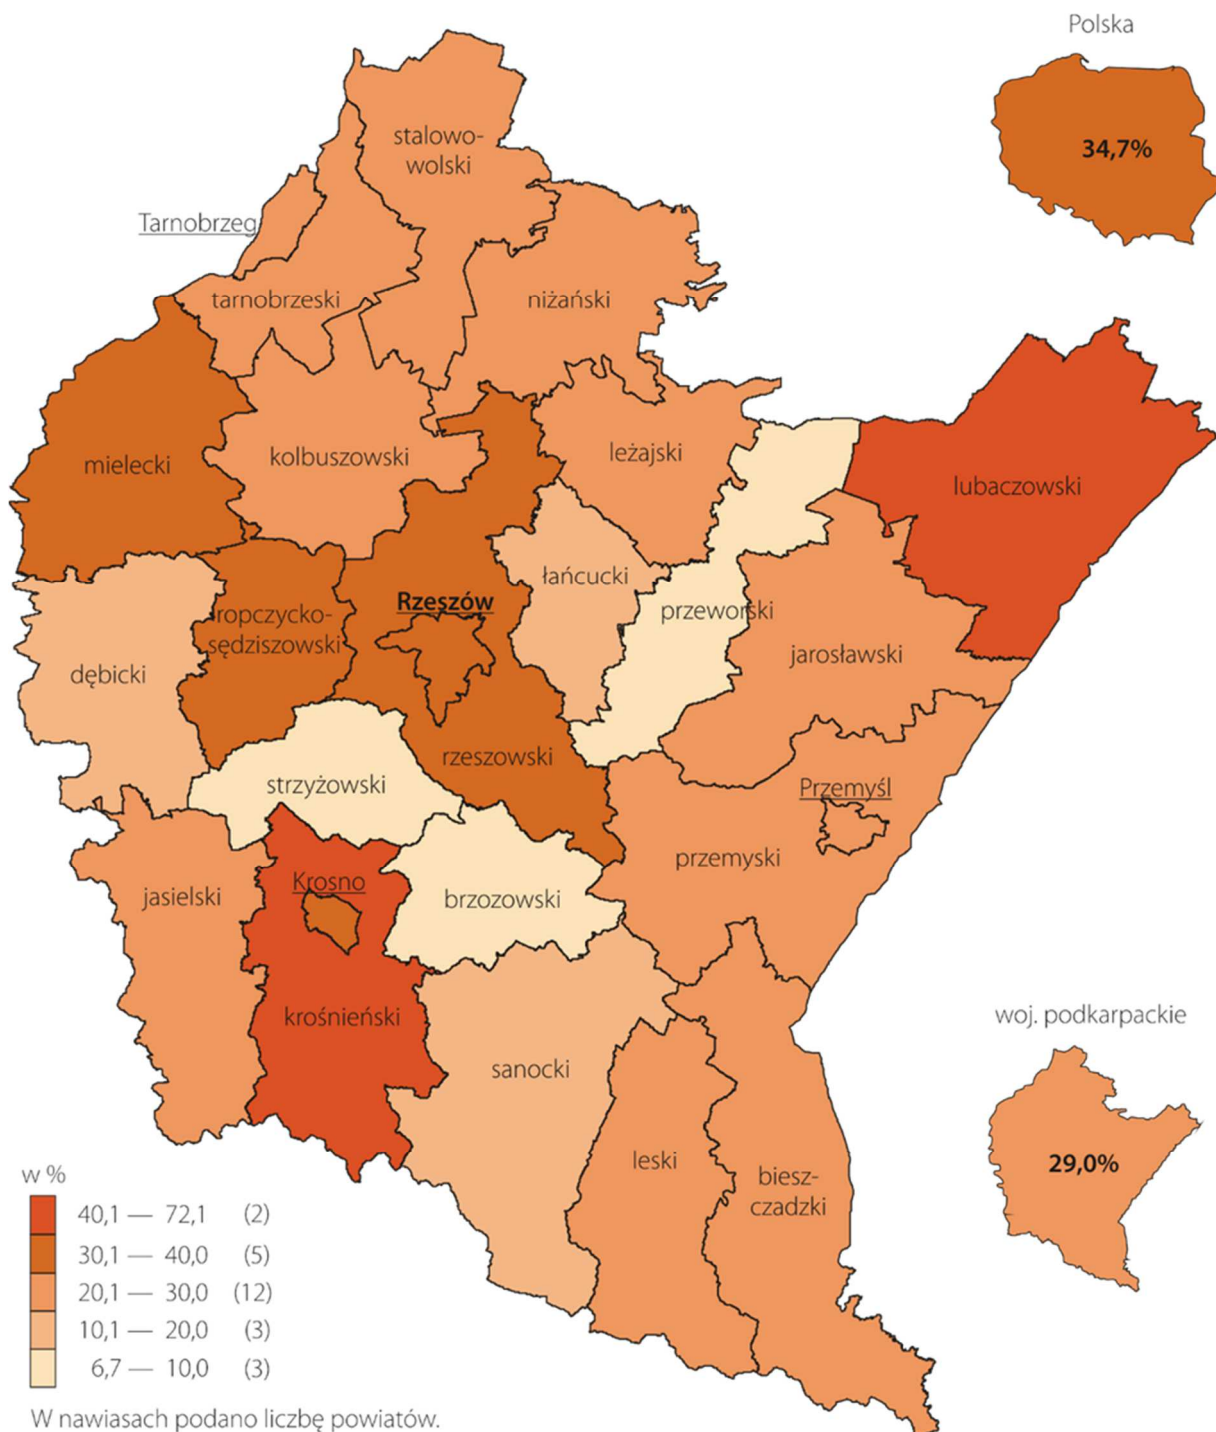 Polska
34,7%
stalowo-
wolski
Tarnobrzeg
tarnobrzeski
niżański
mielecki
kolbuszowski
leżajski
lubaczowski
łańcucki
Rzeszów
ropczycko-
sędziszowski
przeworski
dębicki
jarosławski
rzeszowski
strzyżowski
Przemyśl
przemyski
jasielski
Krosno
brzozowski
krośnieński
sanocki
woj. podkarpackie
29,0%
leski
biesz-
czadzki
w %
40,1 — 72,1 (2)
30,1 — 40,0 (5)
20,1 — 30,0 (12)
10,1 — 20,0 (3)
6,7 — 10,0 (3)
W nawiasach podano liczbę powiatów.